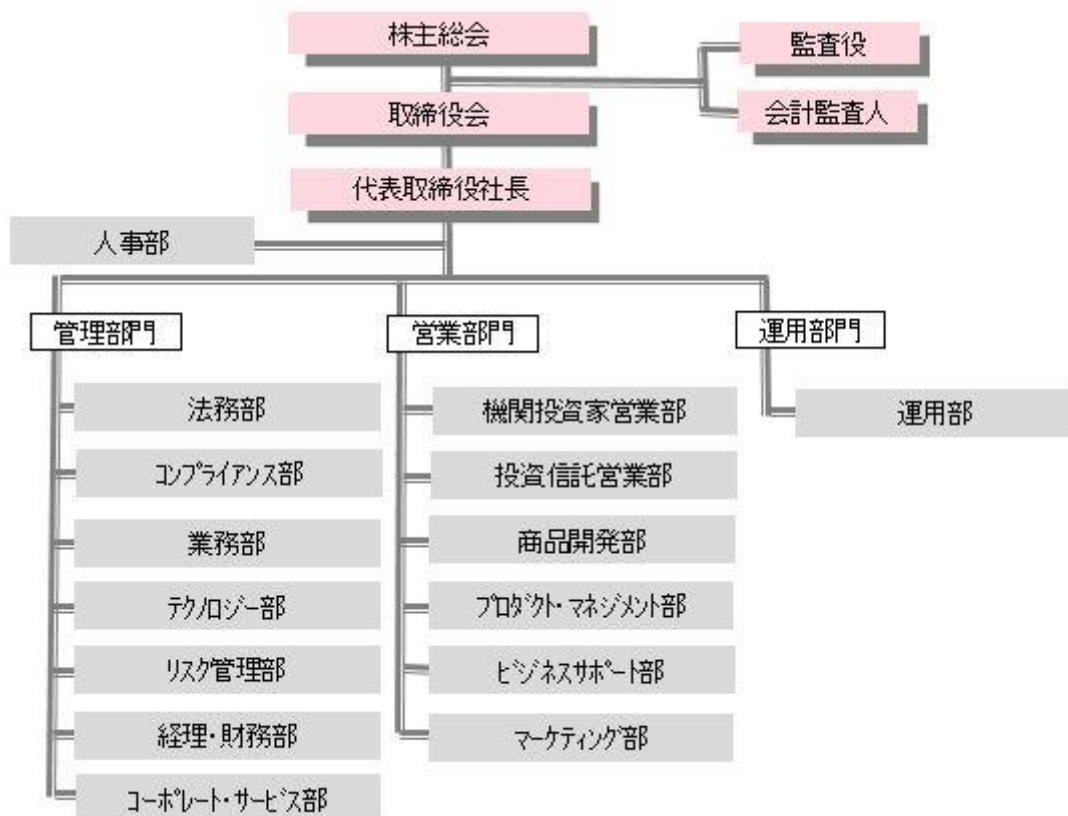 株主総会
監査役
取締役会
会計監査人
代表取締役社長
人事部
管理部門
営業部門
運用部門
法務部
機関投資家営業部
運用部
コンプライアンス部
投資信託営業部
業務部
商品開発部
テクノロジー部
プロダクト・マネジメント部
リスク管理部
ビジネスサポート部
経理・財務部
マーケティング部
コーポレート・サービス部